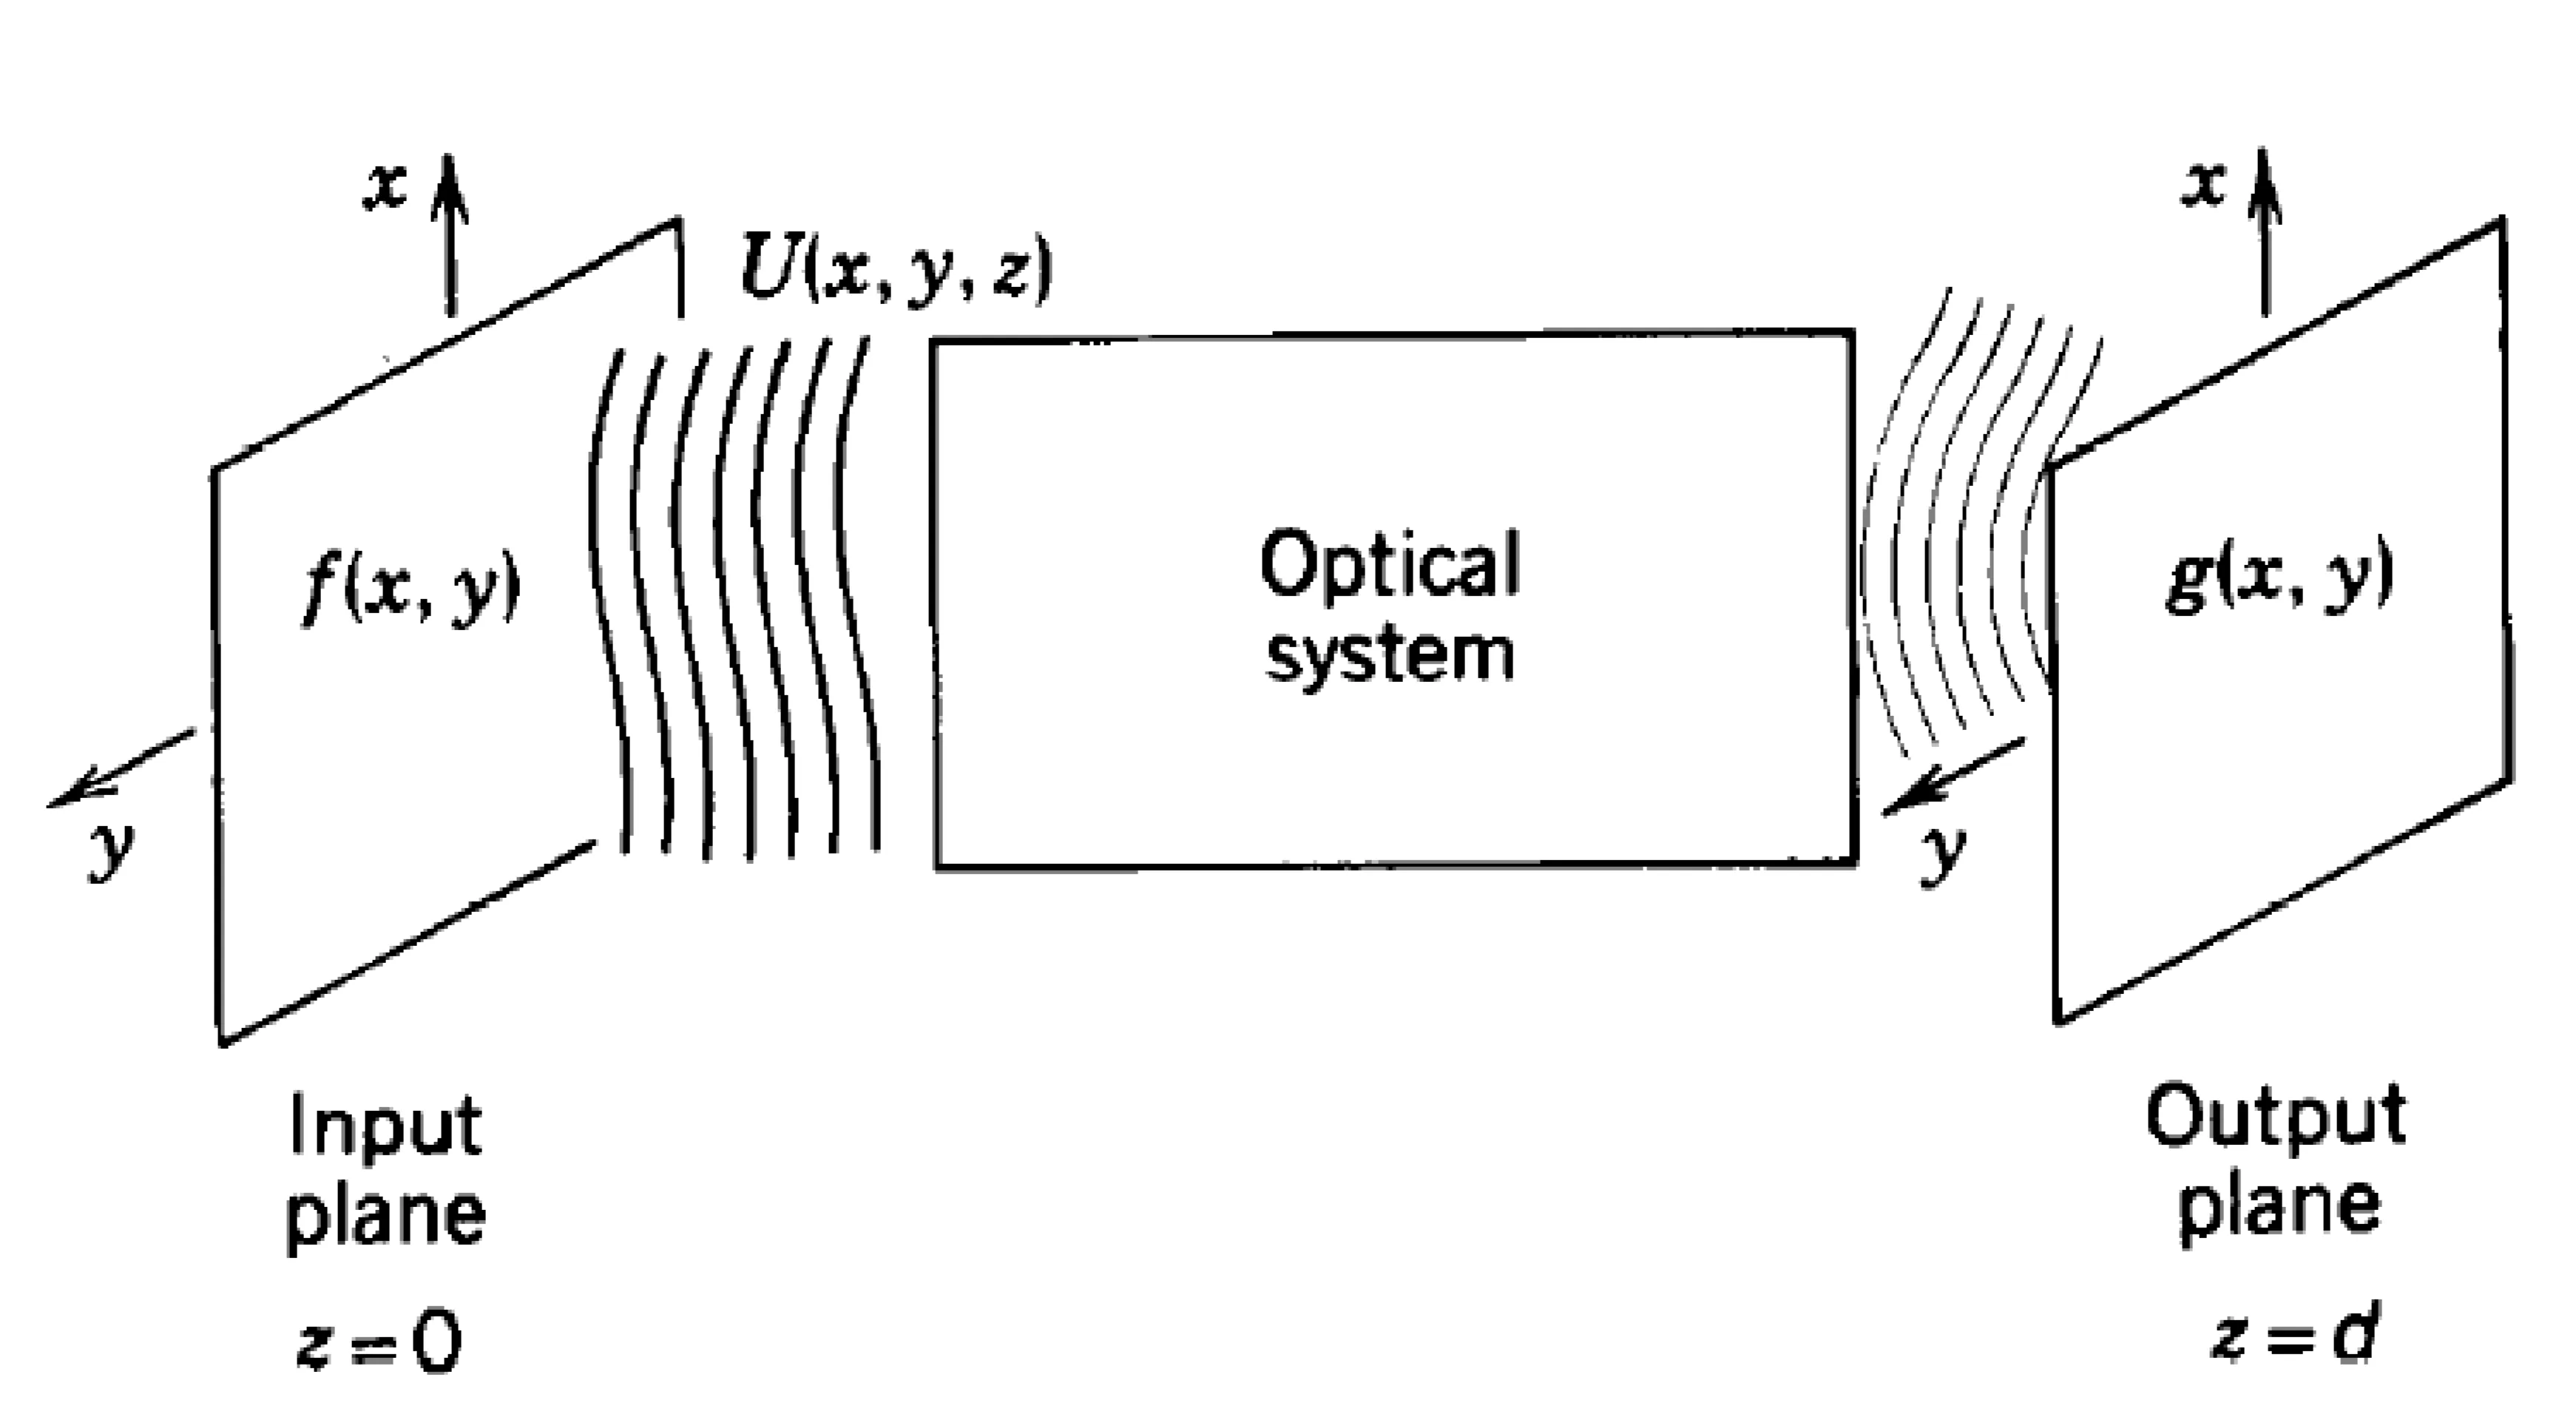 x
x
U(x, y, z)
f(x, y)
Optical
system
g(x, y)
y
y
Input
plane
z = 0
Output
plane
z = d